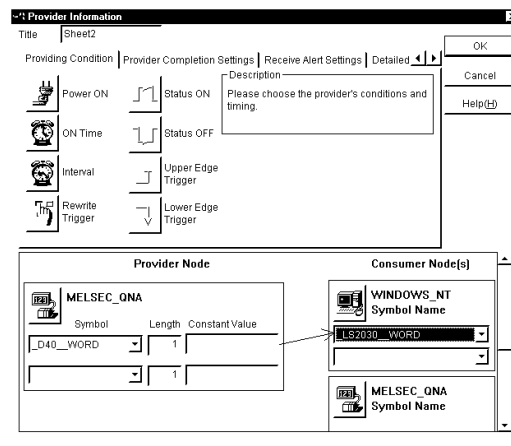 Provider Information
Title Sheet2
OK
Cancel
Help(H)
Providing Condition Provider Completion Settings Receive Alert Settings Detailed
Power ON
ON Time
Interval
Rewrite
Trigger
Status ON
Status OFF
Upper Edge
Trigger
Lower Edge
Trigger
Description
Please choose the provider's conditions and
timing.
Provider Node
MELSEC_QNA
Symbol Length Constant Value
_D40__WORD 1
1
Consumer Node(s)
WINDOWS_NT
Symbol Name
_LS2030__WORD
MELSEC_QNA
Symbol Name